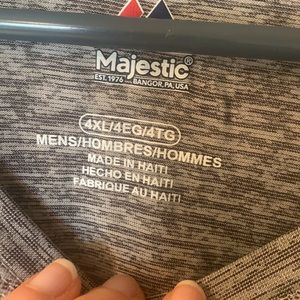 Majestic®
EST. 1976 BANGOR, PA, USA
4XL/4EG/4TG
MENS/HOMBRES/HOMMES
MADE IN HAITI
HECHO EN HAITI
FABRIQUE AU HAITI